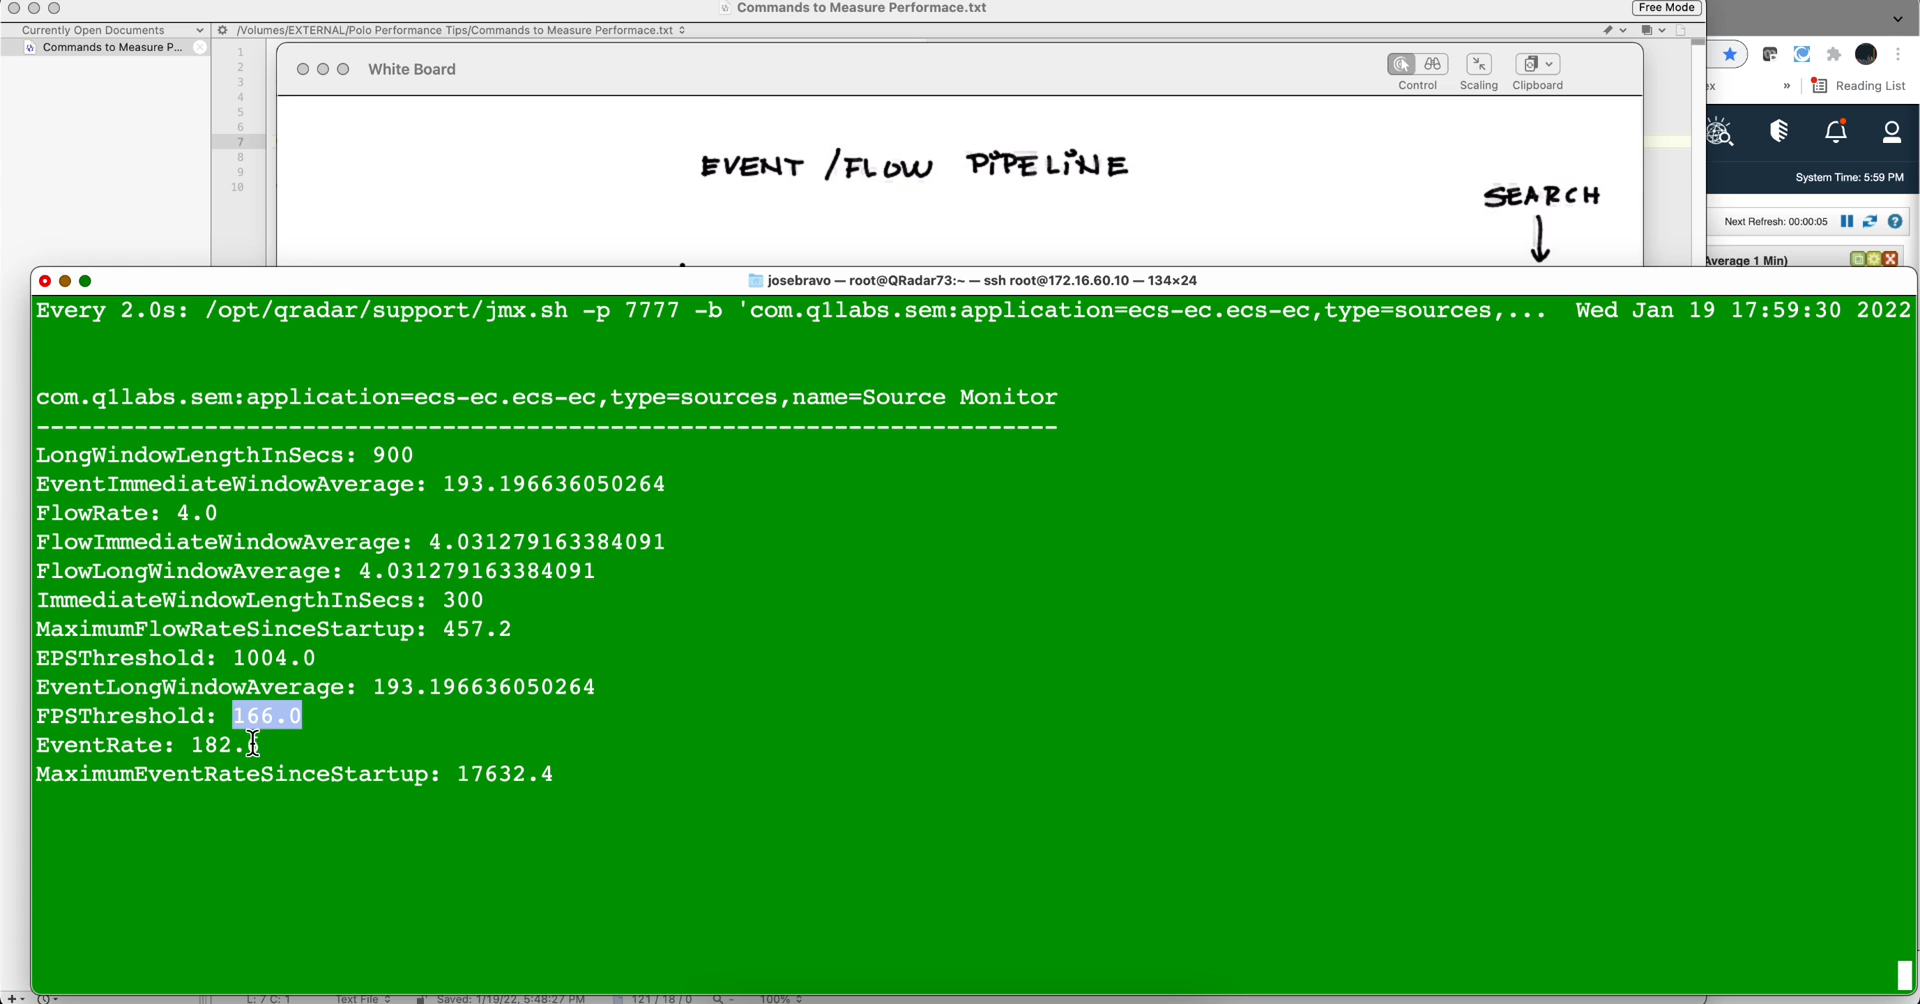 Commands to Measure Performace.txt
Free Mode
Currently Open Documents
/Volumes/EXTERNAL/Polo Performance Tips/Commands to Measure Performace.txt
Commands to Measure P...
1
2
3
4
5
6
7
8
9
10
White Board
Control
Scaling
Clipboard
EVENT /FLOW PIPELINE
SEARCH
ex
»
Reading List
System Time: 5:59 PM
Next Refresh: 00:00:05
Average 1 Min)
josebravo — root@QRadar73:~ — ssh root@172.16.60.10 — 134×24
Every 2.0s: /opt/qradar/support/jmx.sh -p 7777 -b 'com.q1labs.sem:application=ecs-ec.ecs-ec,type=sources,... Wed Jan 19 17:59:30 2022
com.q1labs.sem:application=ecs-ec.ecs-ec,type=sources,name=Source Monitor
-------------------------------------------------------------------------
LongWindowLengthInSecs: 900
EventImmediateWindowAverage: 193.196636050264
FlowRate: 4.0
FlowImmediateWindowAverage: 4.031279163384091
FlowLongWindowAverage: 4.031279163384091
ImmediateWindowLengthInSecs: 300
MaximumFlowRateSinceStartup: 457.2
EPSThreshold: 1004.0
EventLongWindowAverage: 193.196636050264
FPSThreshold: 166.0
EventRate: 182.
MaximumEventRateSinceStartup: 17632.4
L: 7 C: 1 Text File Saved: 1/19/22, 5:48:27 PM 121 / 18 / 0 100%